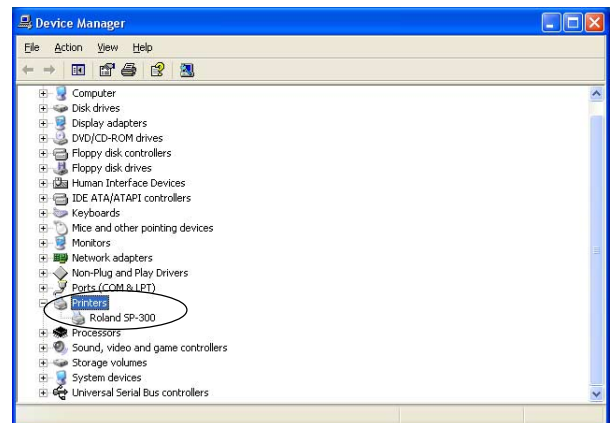 Device Manager
File Action View Help
Computer
Disk drives
Display adapters
DVD/CD-ROM drives
Floppy disk controllers
Floppy disk drives
Human Interface Devices
IDE ATA/ATAPI controllers
Keyboards
Mice and other pointing devices
Monitors
Network adapters
Non-Plug and Play Drivers
Ports (COM & LPT)
Printers
Roland SP-300
Processors
Sound, video and game controllers
Storage volumes
System devices
Universal Serial Bus controllers